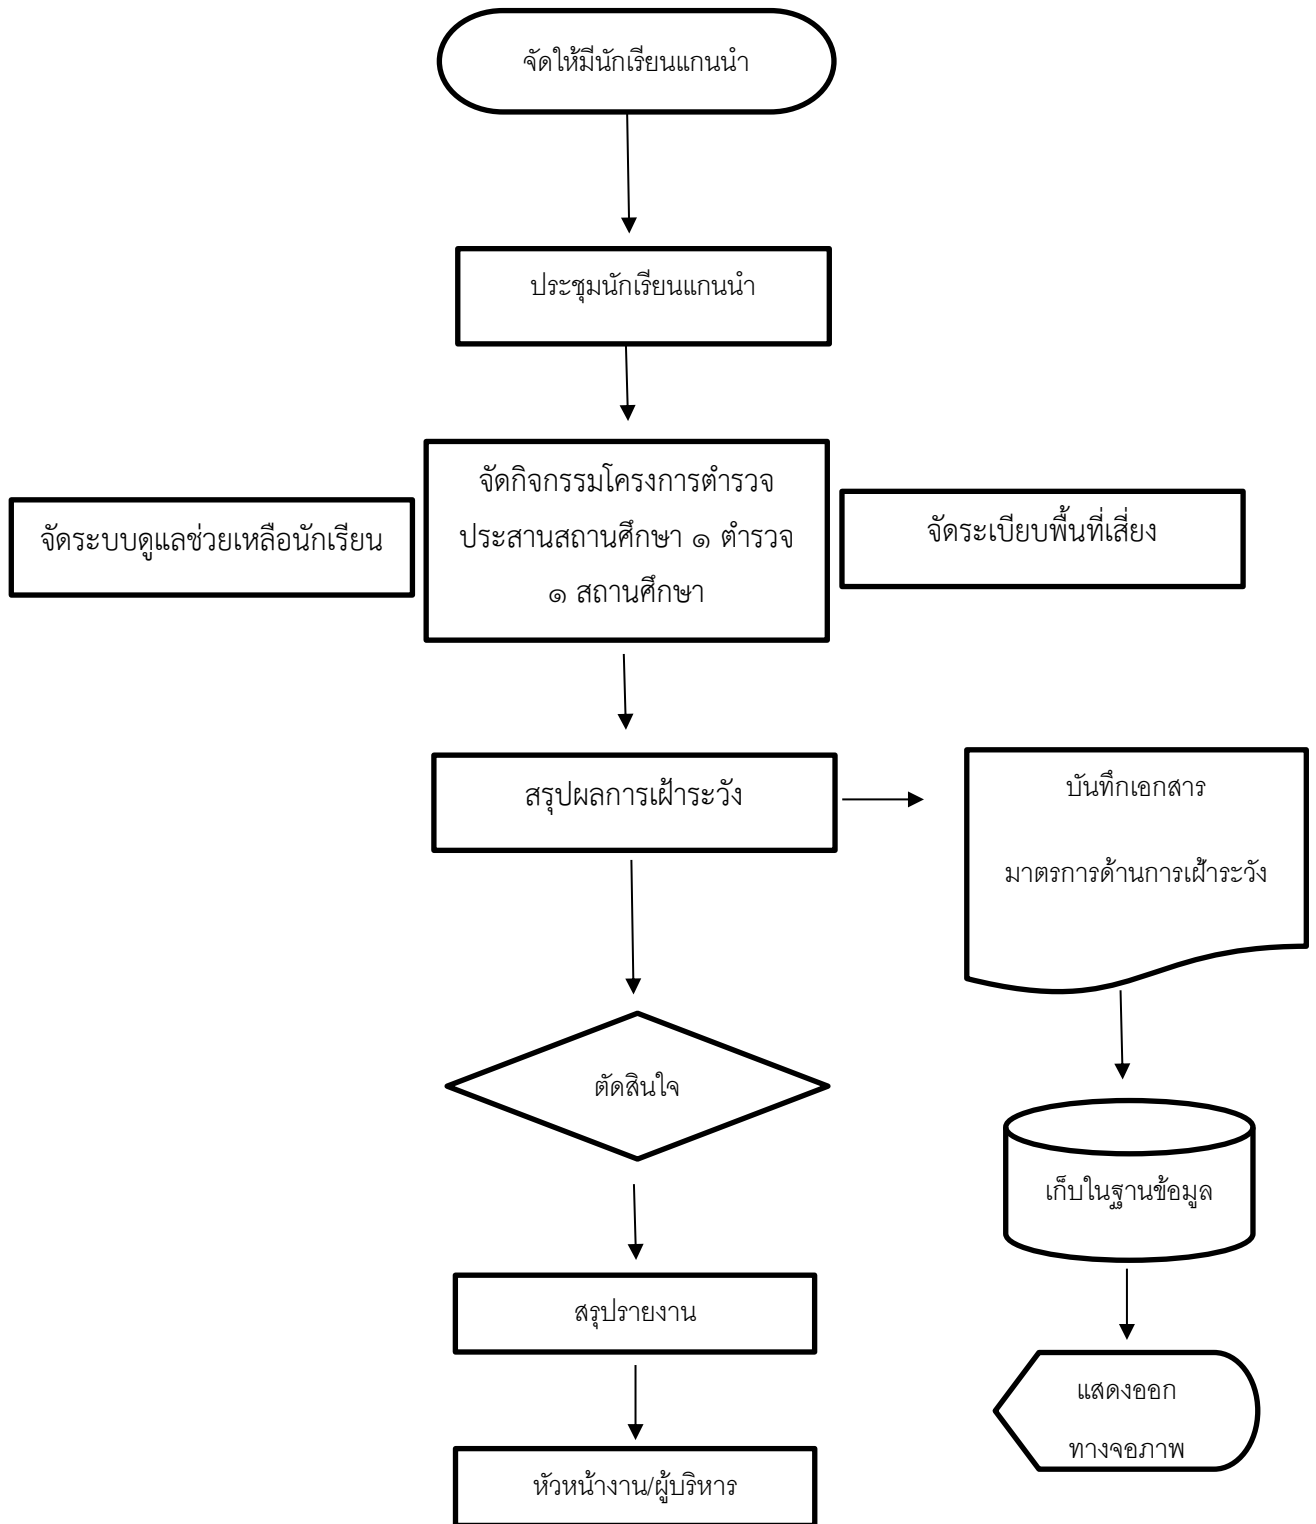 จัดให้มีนักเรียนแกนนำ
ประชุมนักเรียนแกนนำ
จัดระบบดูแลช่วยเหลือนักเรียน
จัดกิจกรรมโครงการตำรวจ
ประสานสถานศึกษา ๑ ตำรวจ
๑ สถานศึกษา
จัดระเบียบพื้นที่เสี่ยง
สรุปผลการเฝ้าระวัง
บันทึกเอกสาร
มาตรการด้านการเฝ้าระวัง
ตัดสินใจ
เก็บในฐานข้อมูล
สรุปรายงาน
แสดงออก
ทางจอภาพ
หัวหน้างาน/ผู้บริหาร